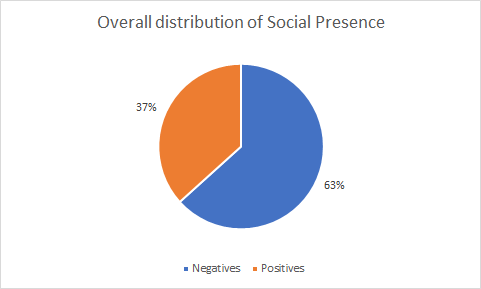 Overall distribution of Social Presence
37%
63%
Negatives Positives